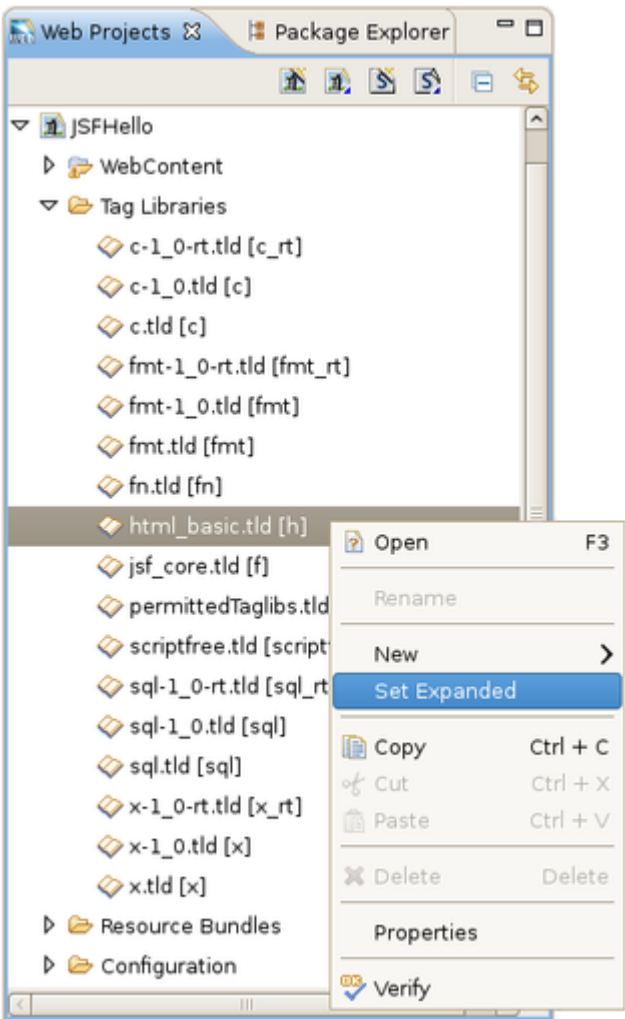 Web Projects Package Explorer
JSFHello
WebContent
Tag Libraries
c-1_0-rt.tld [c_rt]
c-1_0.tld [c]
c.tld [c]
fmt-1_0-rt.tld [fmt_rt]
fmt-1_0.tld [fmt]
fmt.tld [fmt]
fn.tld [fn]
html_basic.tld [h]
jsf_core.tld [f]
permittedTaglibs.tld
scriptfree.tld [script
sql-1_0-rt.tld [sql_rt
sql-1_0.tld [sql]
sql.tld [sql]
x-1_0-rt.tld [x_rt]
x-1_0.tld [x]
x.tld [x]
Resource Bundles
Configuration
Open F3
Rename
New
Set Expanded
Copy Ctrl + C
Cut Ctrl + X
Paste Ctrl + V
Delete Delete
Properties
Verify